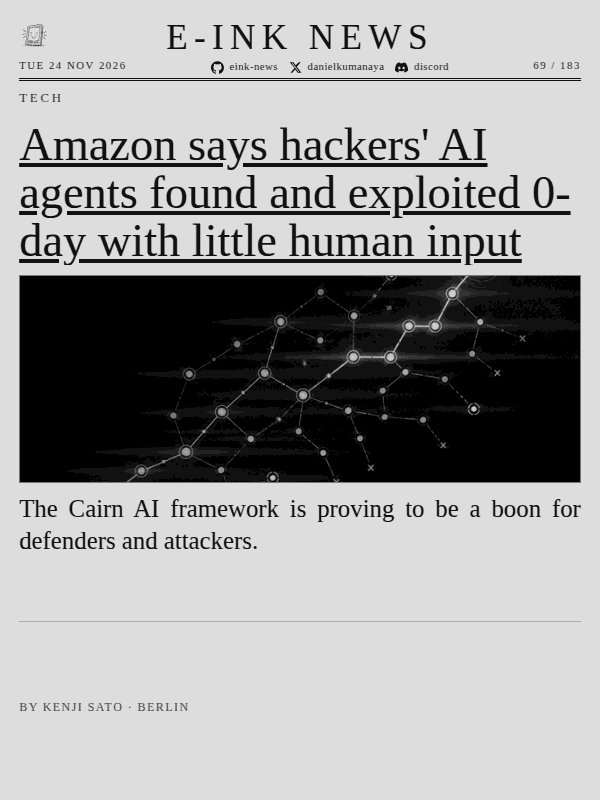 E-INK NEWS
TUE 24 NOV 2026
eink-news danielkumanaya discord
69 / 183
TECH
Amazon says hackers' AI
agents found and exploited 0-
day with little human input
The Cairn AI framework is proving to be a boon for
defenders and attackers.
BY KENJI SATO · BERLIN